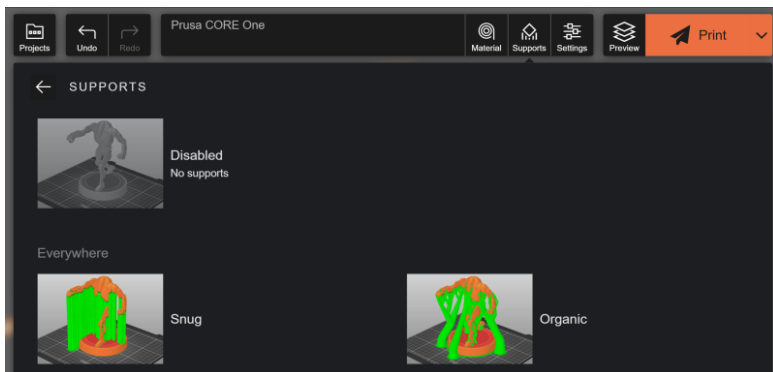 Prusa CORE One
Projects
Undo
Redo
Material
Supports
Settings
Preview
Print
SUPPORTS
Disabled
No supports
Everywhere
Snug
Organic